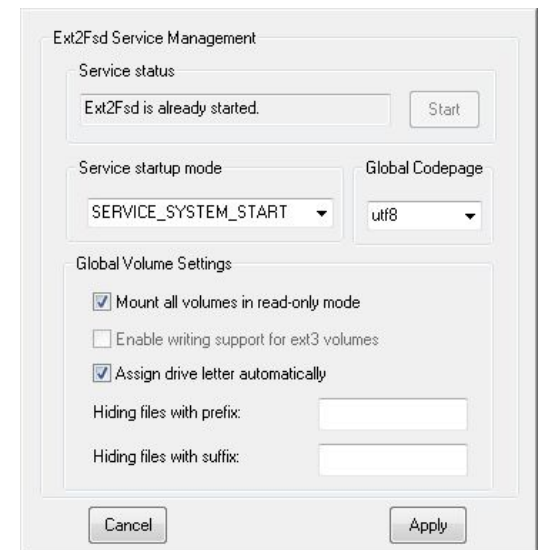 Ext2Fsd Service Management
Service status
Ext2Fsd is already started.
Start
Service startup mode
Global Codepage
SERVICE_SYSTEM_START
utf8
Global Volume Settings
Mount all volumes in read-only mode
Enable writing support for ext3 volumes
Assign drive letter automatically
Hiding files with prefix:
Hiding files with suffix:
Cancel
Apply